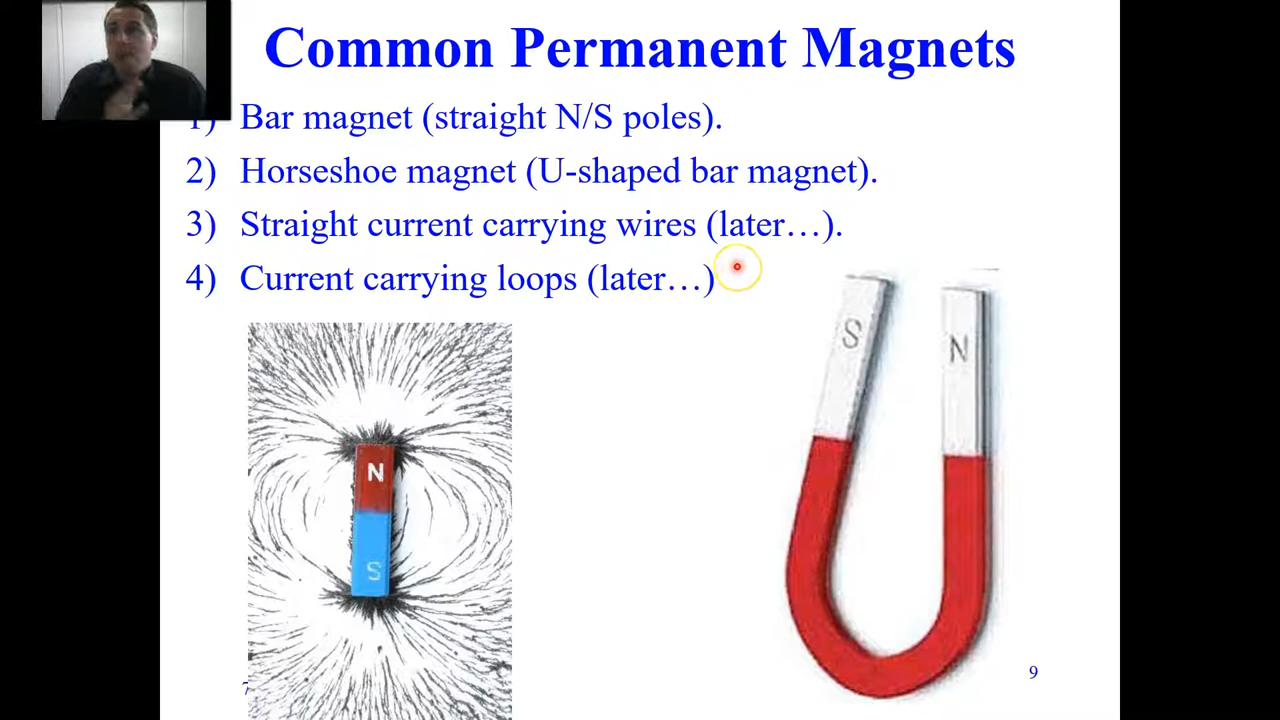 Common Permanent Magnets
1) Bar magnet (straight N/S poles).
2) Horseshoe magnet (U-shaped bar magnet).
3) Straight current carrying wires (later…).
4) Current carrying loops (later…)
S
N
N
S
9
7